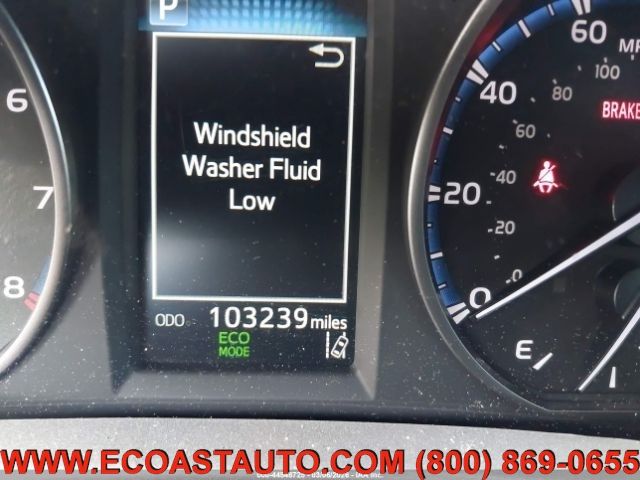 P
Windshield
Washer Fluid
Low
ODO 103239 miles
ECO
MODE
6
7
8
60
100
40
80
BRAKE
60
40
20
20
0
0
E
WWW.ECOASTAUTO.COM (800) 869-0655